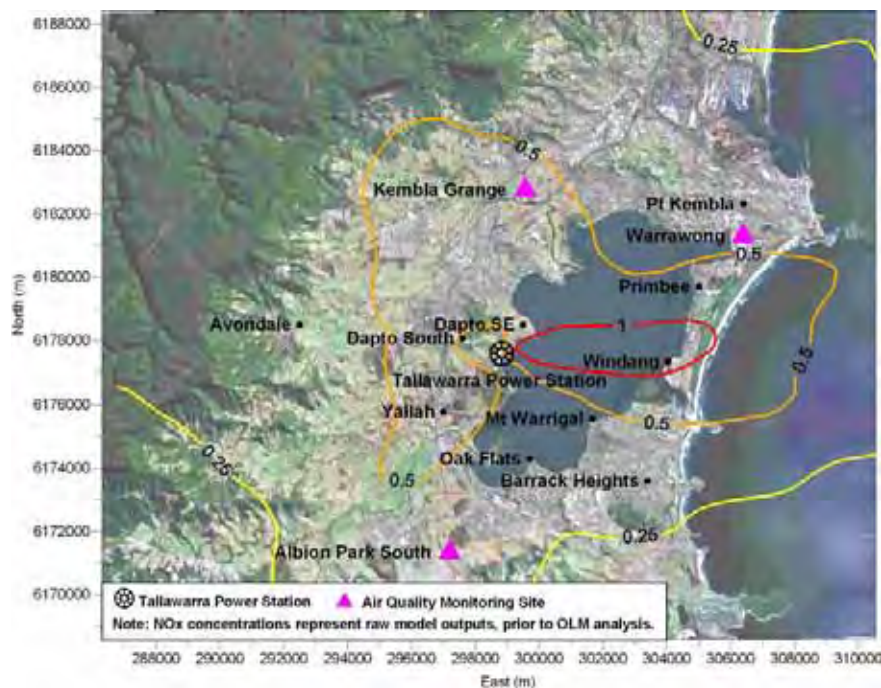 6188000
6186000
6184000
6182000
6180000
6178000
6176000
6174000
6172000
6170000
North (m)
0.25
0.5
Kembla Grange
Pt Kembla
Warrawong
0.5
Primbee
Avondale
Dapto SE
1
Dapto South
Windang
0.5
Tallawarra Power Station
Yallah
Mt Warrigal
0.5
0.25
Oak Flats
0.5
Barrack Heights
0.25
Albion Park South
Tallawarra Power Station
Air Quality Monitoring Site
Note: NOx concentrations represent raw model outputs, prior to OLM analysis.
288000 290000 292000 294000 296000 298000 300000 302000 304000 306000 308000 310000
East (m)